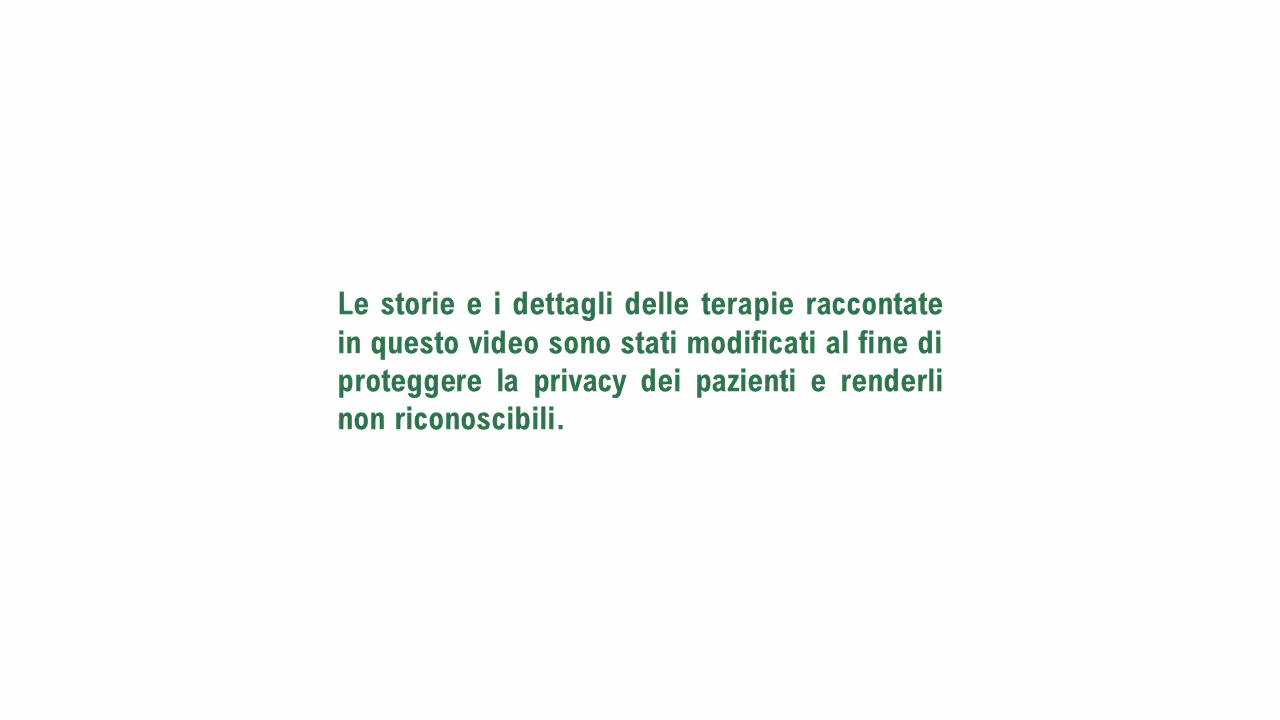 Le storie e i dettagli delle terapie raccontate
in questo video sono stati modificati al fine di
proteggere la privacy dei pazienti e renderli
non riconoscibili.